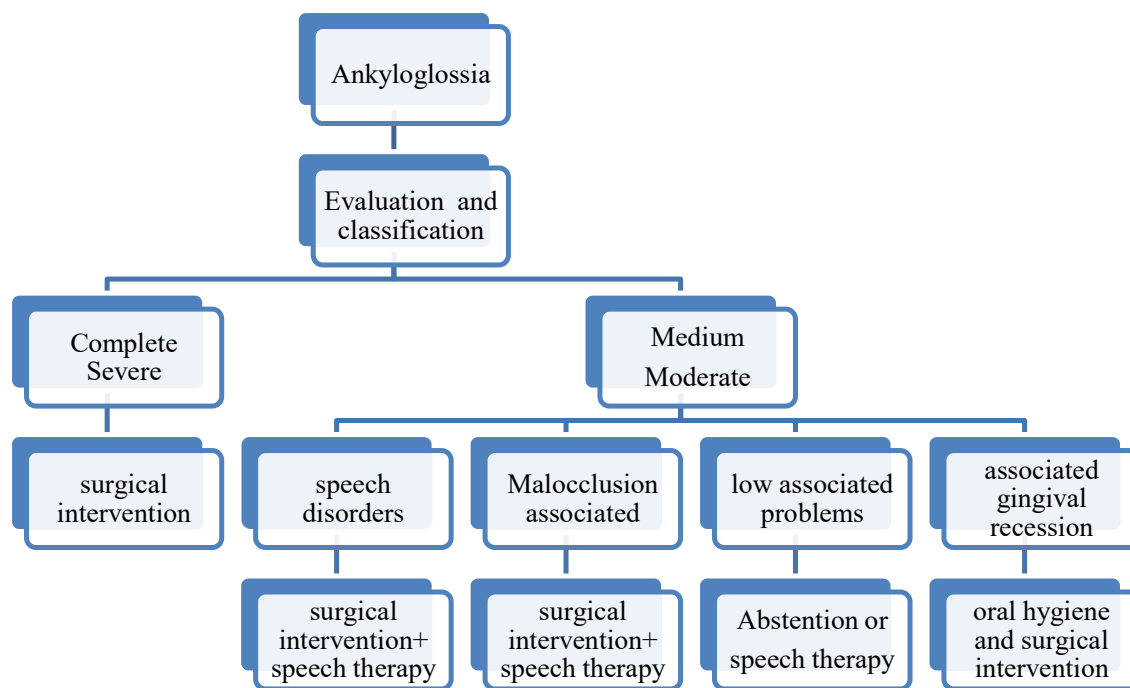 Ankyloglossia
Evaluation and
classification
Complete
Severe
Medium
Moderate
surgical
intervention
speech
disorders
Malocclusion
associated
low associated
problems
associated
gingival
recession
surgical
intervention+
speech therapy
surgical
intervention+
speech therapy
Abstention or
speech therapy
oral hygiene
and surgical
intervention